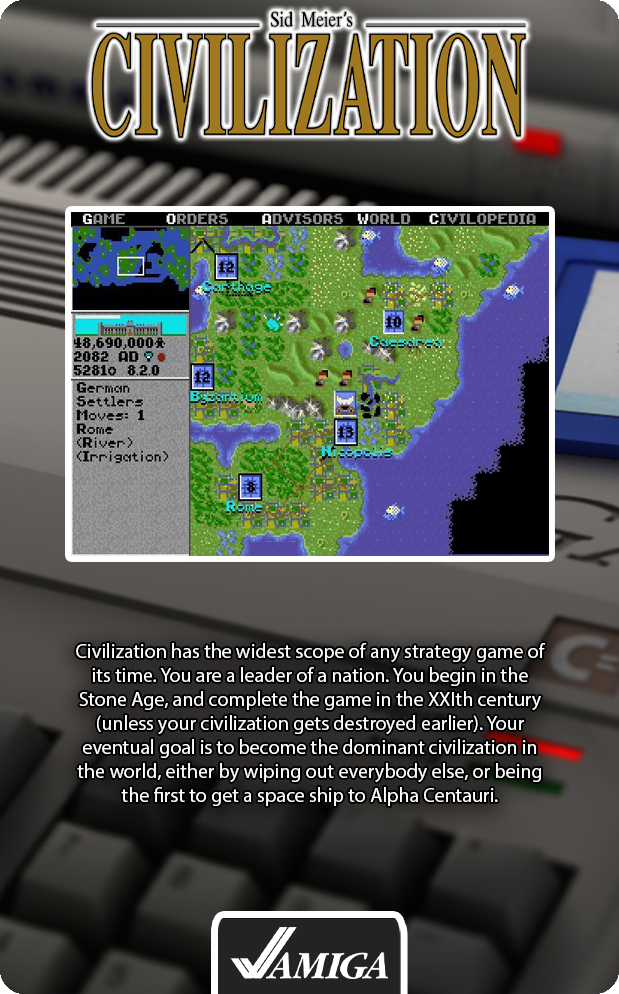 Sid Meier's
CIVILIZATION
GAME ORDERS ADVISORS WORLD CIVILOPEDIA
12
Carthage
10
Caesarea
48,690,000
2082 AD
5281o 8.2.0
12
Byzantium
German
Settlers
Moves: 1
Rome
(River)
(Irrigation)
13
Nicopolis
8
Rome
Civilization has the widest scope of any strategy game of
its time. You are a leader of a nation. You begin in the
Stone Age, and complete the game in the XXIth century
(unless your civilization gets destroyed earlier). Your
eventual goal is to become the dominant civilization in
the world, either by wiping out everybody else, or being
the first to get a space ship to Alpha Centauri.
AMIGA